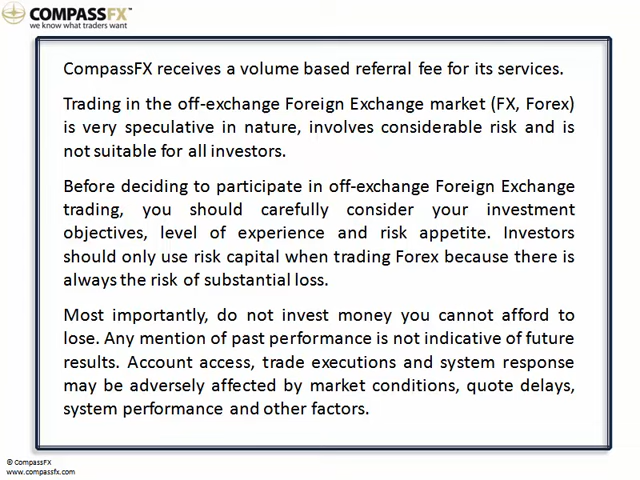 COMPASSFX™
we know what traders want
CompassFX receives a volume based referral fee for its services.
Trading in the off-exchange Foreign Exchange market (FX, Forex)
is very speculative in nature, involves considerable risk and is
not suitable for all investors.
Before deciding to participate in off-exchange Foreign Exchange
trading, you should carefully consider your investment
objectives, level of experience and risk appetite. Investors
should only use risk capital when trading Forex because there is
always the risk of substantial loss.
Most importantly, do not invest money you cannot afford to
lose. Any mention of past performance is not indicative of future
results. Account access, trade executions and system response
may be adversely affected by market conditions, quote delays,
system performance and other factors.
© CompassFX
www.compassfx.com